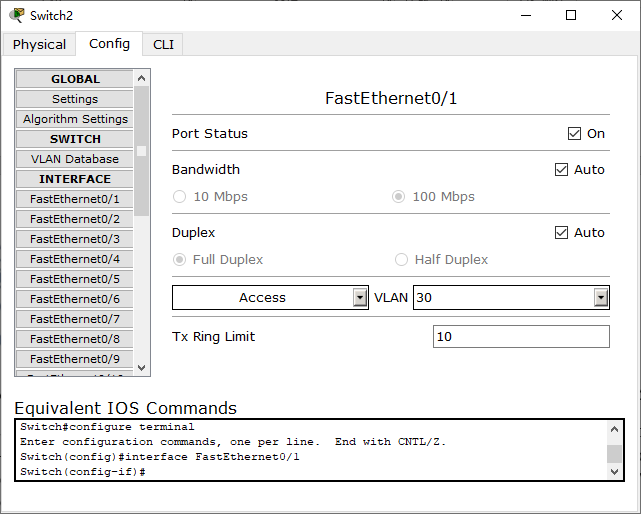 Switch2
Physical Config CLI
GLOBAL
Settings
Algorithm Settings
SWITCH
VLAN Database
INTERFACE
FastEthernet0/1
FastEthernet0/2
FastEthernet0/3
FastEthernet0/4
FastEthernet0/5
FastEthernet0/6
FastEthernet0/7
FastEthernet0/8
FastEthernet0/9
FastEthernet0/1
Port Status On
Bandwidth Auto
10 Mbps 100 Mbps
Duplex Auto
Full Duplex Half Duplex
Access VLAN 30
Tx Ring Limit 10
Equivalent IOS Commands
Switch#configure terminal
Enter configuration commands, one per line. End with CNTL/Z.
Switch(config)#interface FastEthernet0/1
Switch(config-if)#